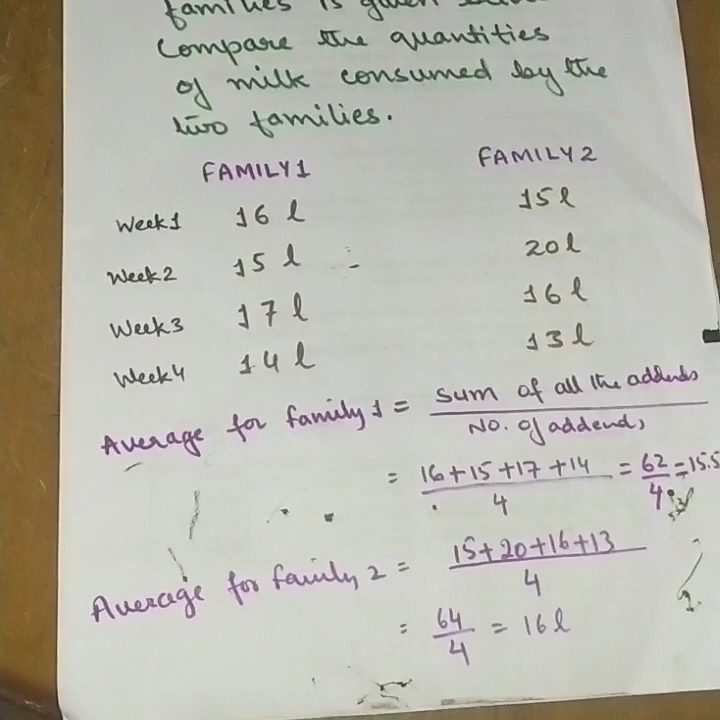 families is given
Compare the quantities
of milk consumed by the
two families.
FAMILY1 FAMILY2
Week1 16 l 15 l
Week2 15 l 20 l
Week3 17 l 16 l
Week4 14 l 13 l
Average for family 1 = Sum of all the addends / No. of addends
= 16+15+17+14 / 4 = 62 / 4 = 15.5
Average for family 2 = 15+20+16+13 / 4
= 64 / 4 = 16 l